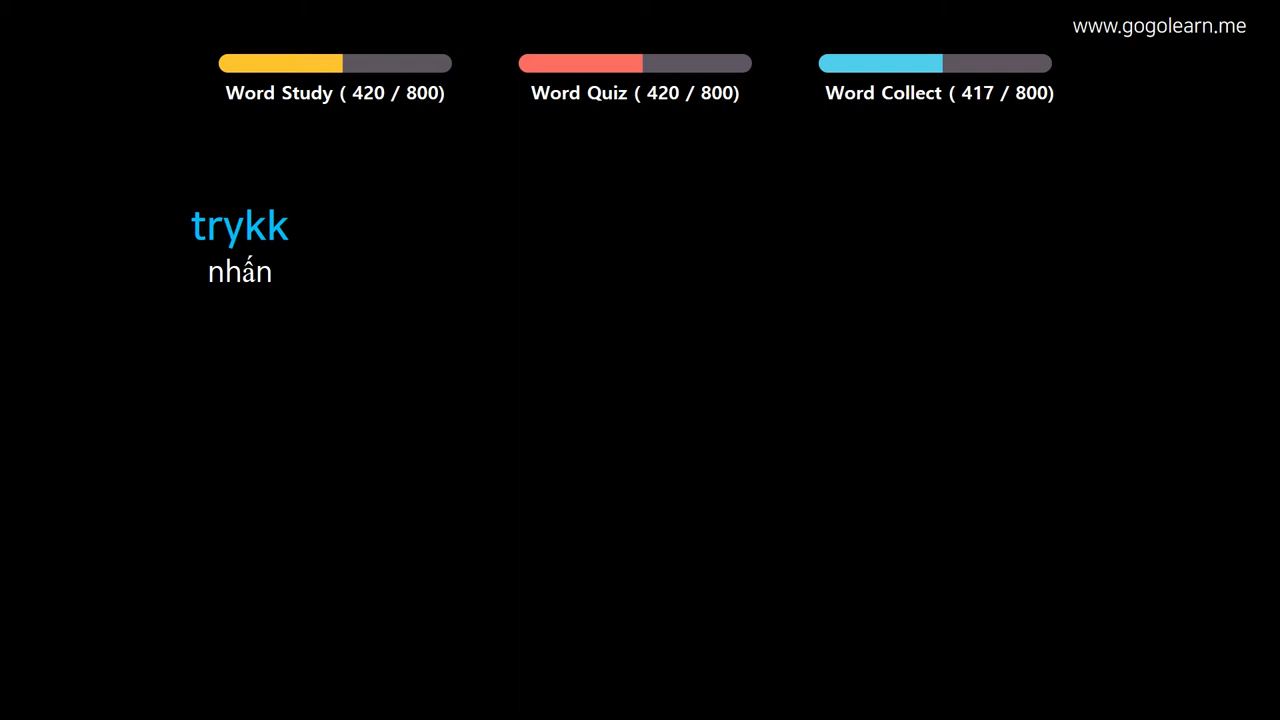 www.gogolearn.me
Word Study ( 420 / 800)
Word Quiz ( 420 / 800)
Word Collect ( 417 / 800)
trykk
nhấn